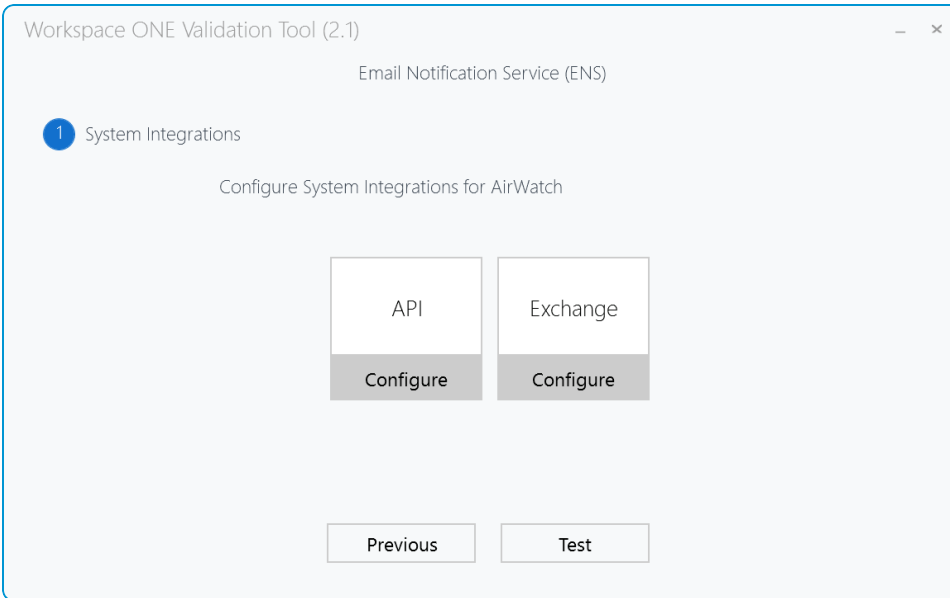 Workspace ONE Validation Tool (2.1)
Email Notification Service (ENS)
1 System Integrations
Configure System Integrations for AirWatch
API Exchange
Configure Configure
Previous Test